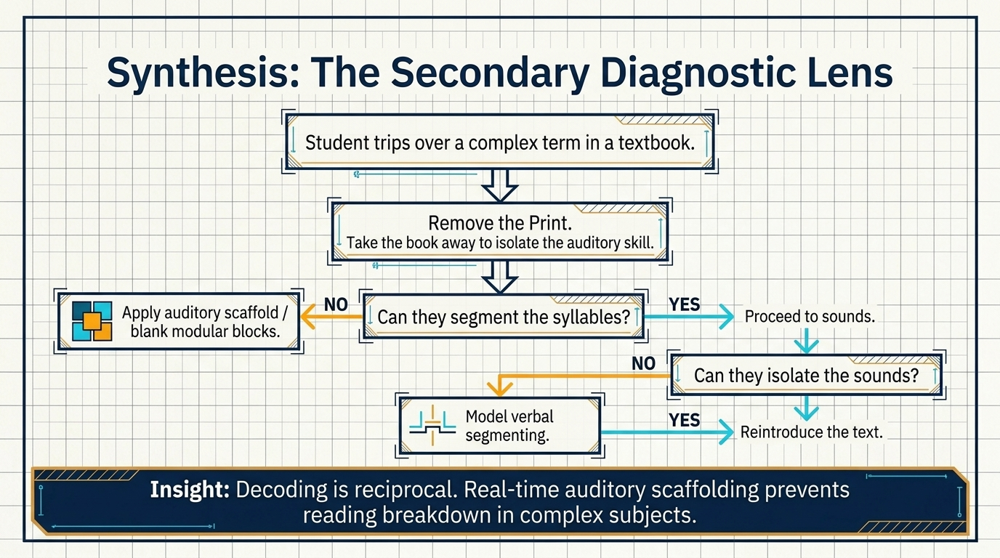 Synthesis: The Secondary Diagnostic Lens
Student trips over a complex term in a textbook.
Remove the Print.
Take the book away to isolate the auditory skill.
NO
Can they segment the syllables?
YES
Apply auditory scaffold /
blank modular blocks.
Proceed to sounds.
NO
Can they isolate the sounds?
Model verbal
segmenting.
YES
Reintroduce the text.
Insight: Decoding is reciprocal. Real-time auditory scaffolding prevents
reading breakdown in complex subjects.